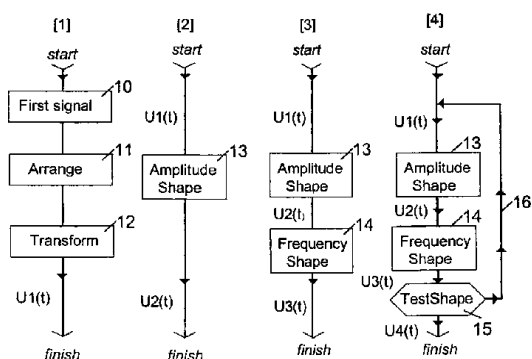 [1]
start
First signal
10
Arrange
11
Transform
12
U1(t)
finish
[2]
start
U1(t)
Amplitude
Shape
13
U2(t)
finish
[3]
start
U1(t)
Amplitude
Shape
13
U2(t)
Frequency
Shape
14
U3(t)
finish
[4]
start
U1(t)
Amplitude
Shape
13
U2(t)
Frequency
Shape
14
U3(t)
TestShape
15
16
U4(t)
finish